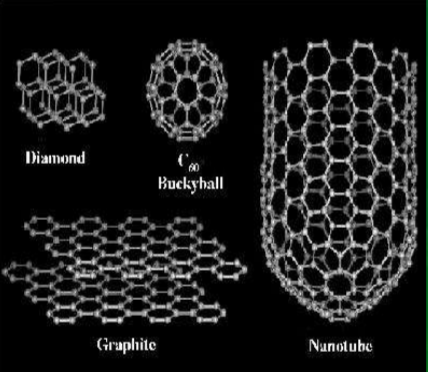 Diamond
C60
Buckyball
Graphite
Nanotube